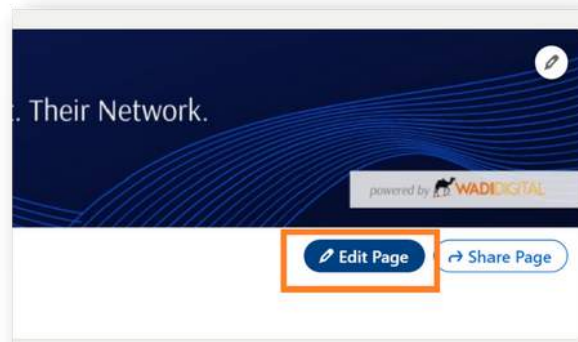 . Their Network.
powered by WADIDIGITAL
Edit Page
Share Page